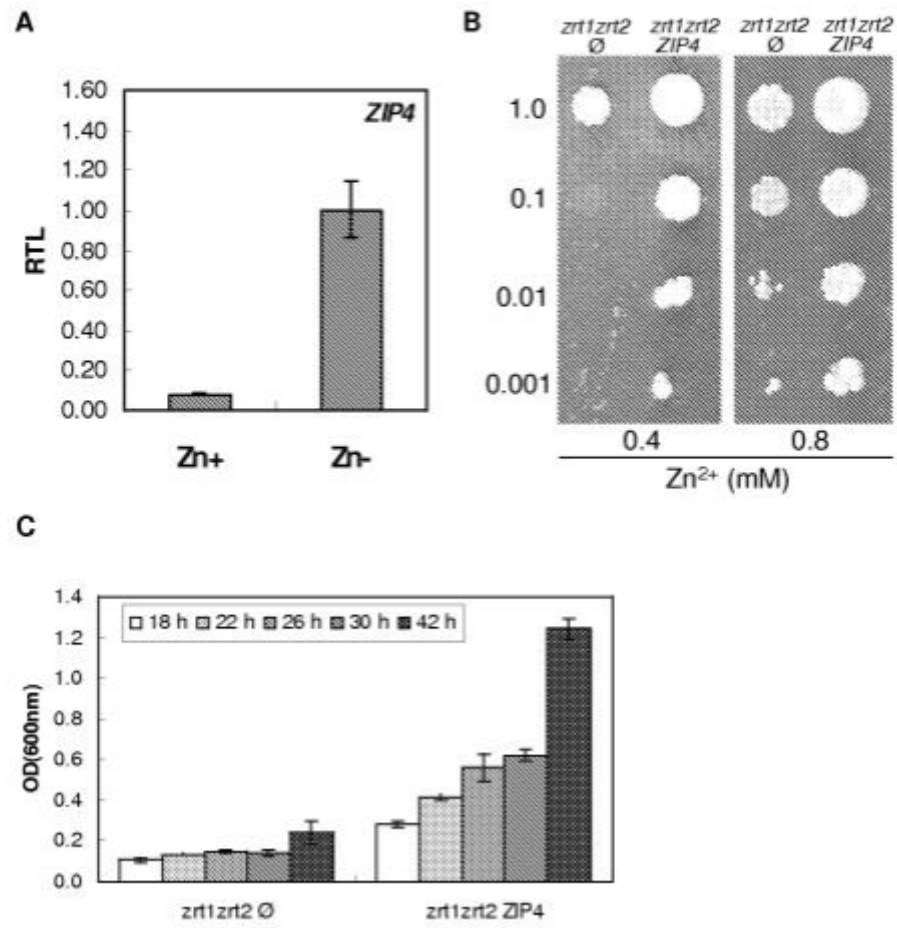 A
ZIP4
1.60
1.40
1.20
1.00
0.80
0.60
0.40
0.20
0.00
RTL
Zn+ Zn-
B
zrt1zrt2 zrt1zrt2 zrt1zrt2 zrt1zrt2
Ø ZIP4 Ø ZIP4
1.0
0.1
0.01
0.001
0.4 0.8
Zn²⁺ (mM)
C
1.4
1.2
1.0
0.8
0.6
0.4
0.2
0.0
OD(600nm)
18 h 22 h 26 h 30 h 42 h
zrt1zrt2 Ø zrt1zrt2 ZIP4